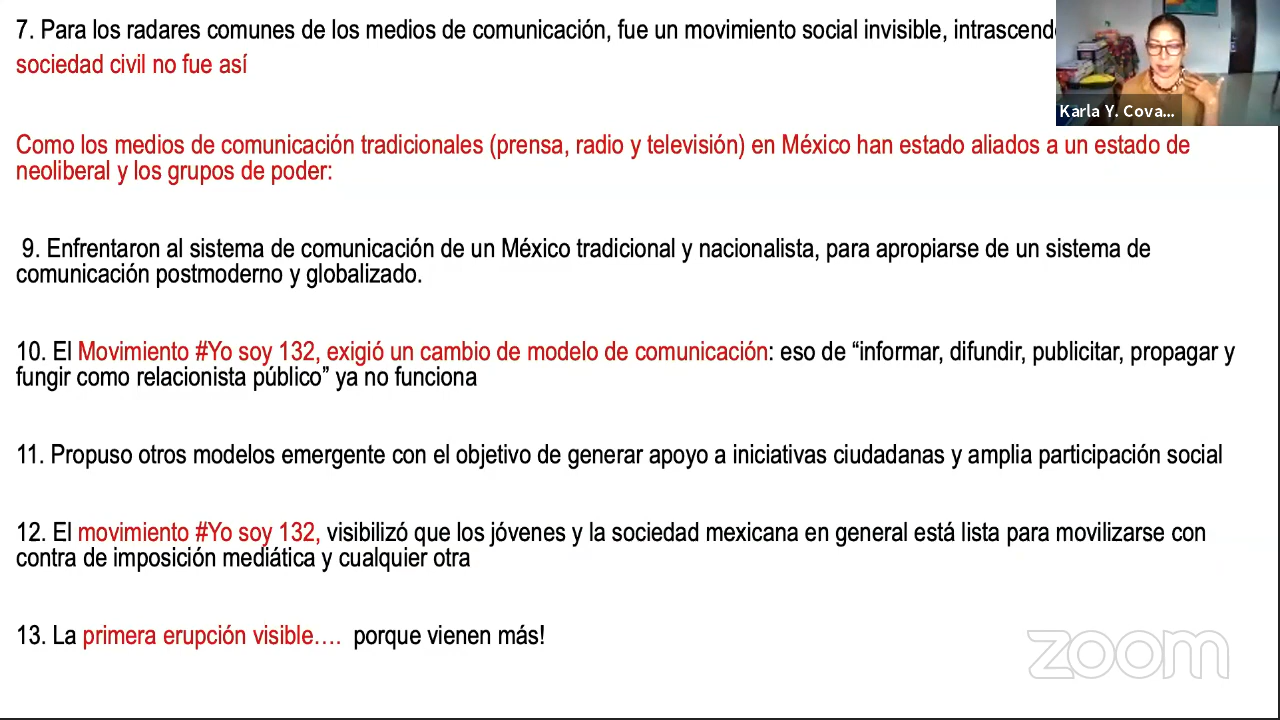 7. Para los radares comunes de los medios de comunicación, fue un movimiento social invisible,
sociedad civil no fue así
Karla Y. Cova...
Como los medios de comunicación tradicionales (prensa, radio y televisión) en México han estado aliados a un estado de
neoliberal y los grupos de poder:
9. Enfrentaron al sistema de comunicación de un México tradicional y nacionalista, para apropiarse de un sistema de
comunicación postmoderno y globalizado.
10. El Movimiento #Yo soy 132, exigió un cambio de modelo de comunicación: eso de “informar, difundir, publicitar, propagar y
fungir como relacionista público” ya no funciona
11. Propuso otros modelos emergente con el objetivo de generar apoyo a iniciativas ciudadanas y amplia participación social
12. El movimiento #Yo soy 132, visibilizó que los jóvenes y la sociedad mexicana en general está lista para movilizarse con
contra de imposición mediática y cualquier otra
13. La primera erupción visible…. porque vienen más!
zoom